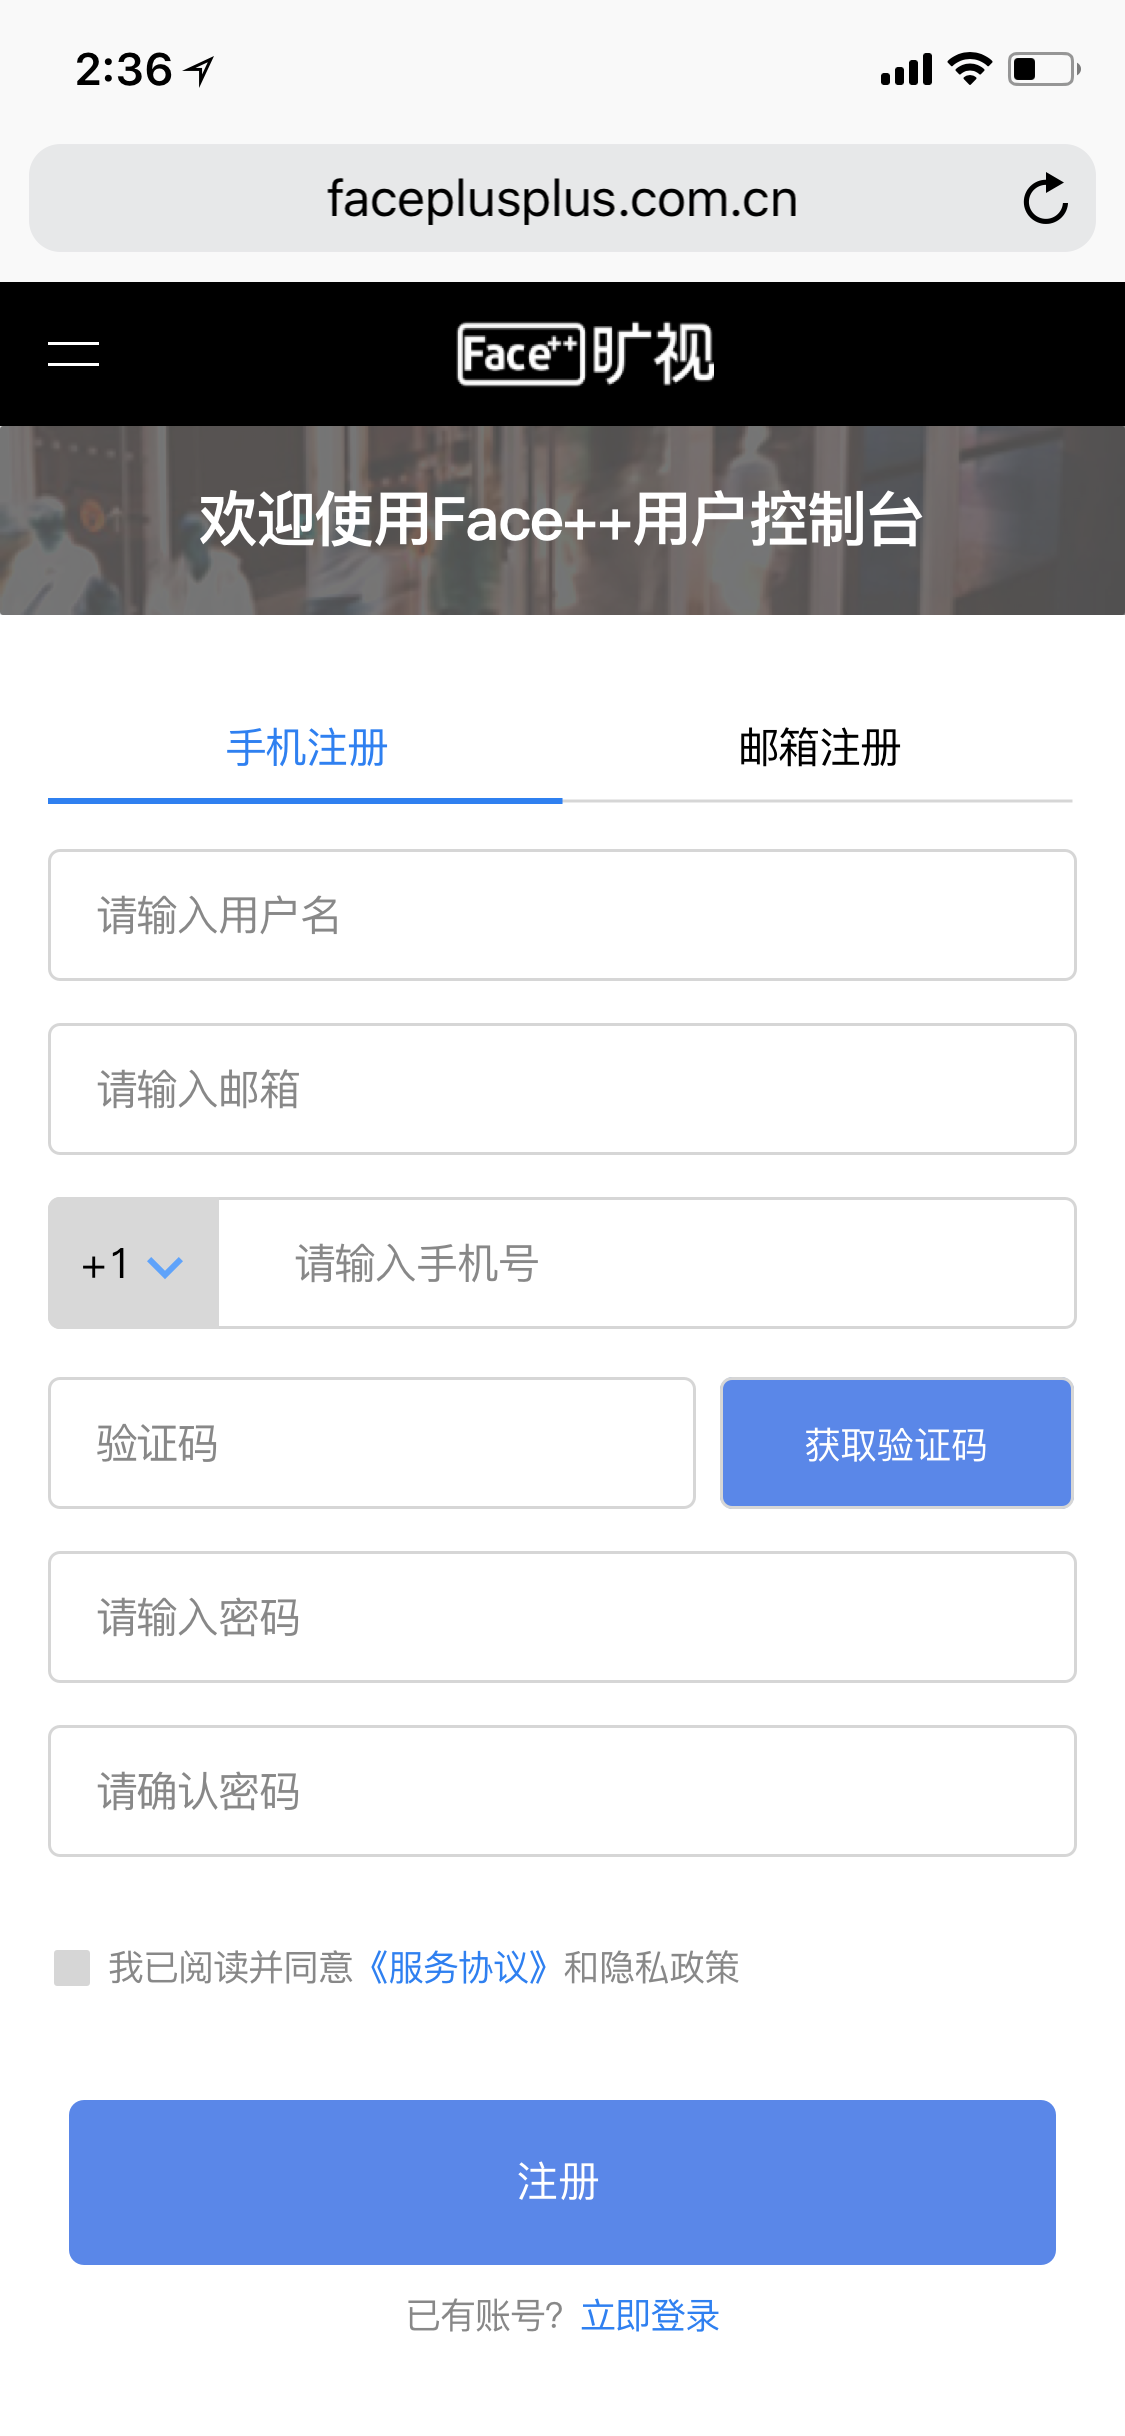 2:36
faceplusplus.com.cn
Face++ 旷视
欢迎使用Face++用户控制台
手机注册 邮箱注册
请输入用户名
请输入邮箱
+1 请输入手机号
验证码 获取验证码
请输入密码
请确认密码
我已阅读并同意《服务协议》和隐私政策
注册
已有账号? 立即登录